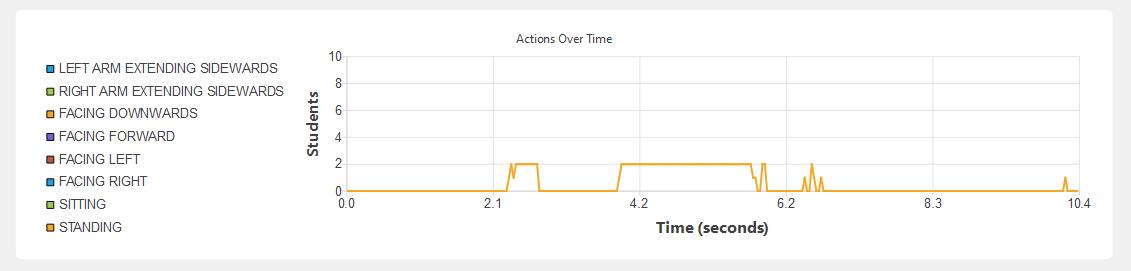 Actions Over Time
LEFT ARM EXTENDING SIDEWARDS
RIGHT ARM EXTENDING SIDEWARDS
FACING DOWNWARDS
FACING FORWARD
FACING LEFT
FACING RIGHT
SITTING
STANDING
Students
10
8
6
4
2
0
0.0 2.1 4.2 6.2 8.3 10.4
Time (seconds)